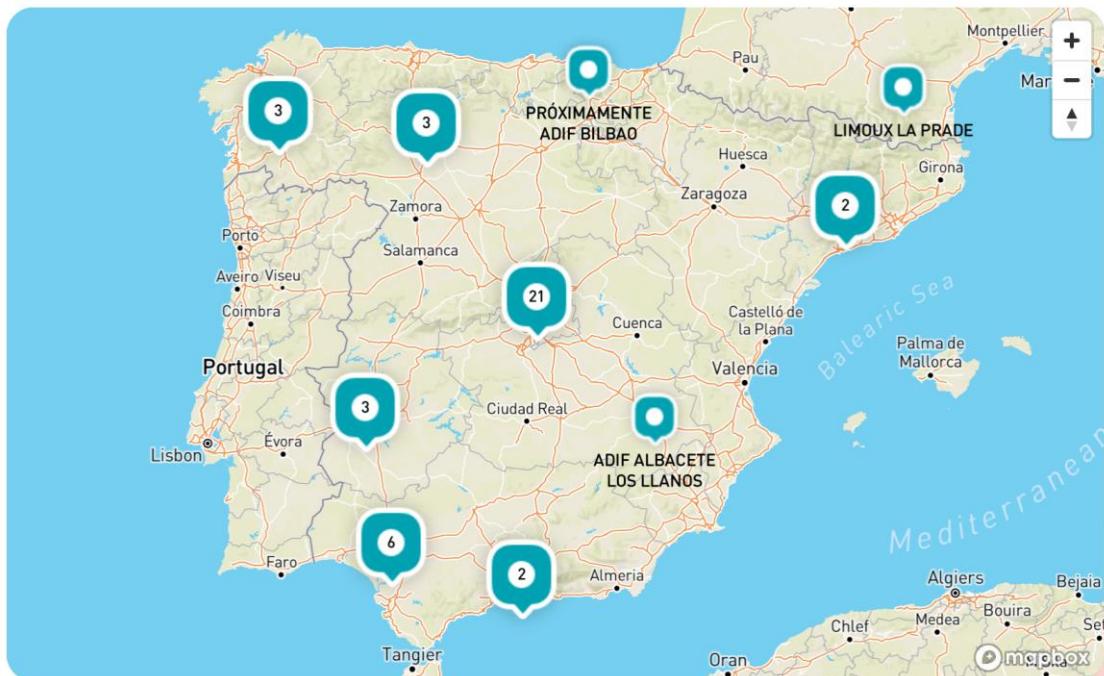 Montpellier
Pau
Mar
PRÓXIMAMENTE
ADIF BILBAO
LIMOUX LA PRADE
3
3
Huesca
Girona
Zaragoza
2
Zamora
Porto
Salamanca
Aveiro
Viseu
21
Coimbra
Cuenca
Castelló de
la Plana
Balearic Sea
Palma de
Mallorca
Portugal
Valencia
3
Ciudad Real
Lisbon
Évora
ADIF ALBACETE
LOS LLANOS
Mediterranean
6
2
Faro
Almeria
Algiers
Bejaia
Bouira
Medea
Chlef
Set
Tangier
Oran
mapbox